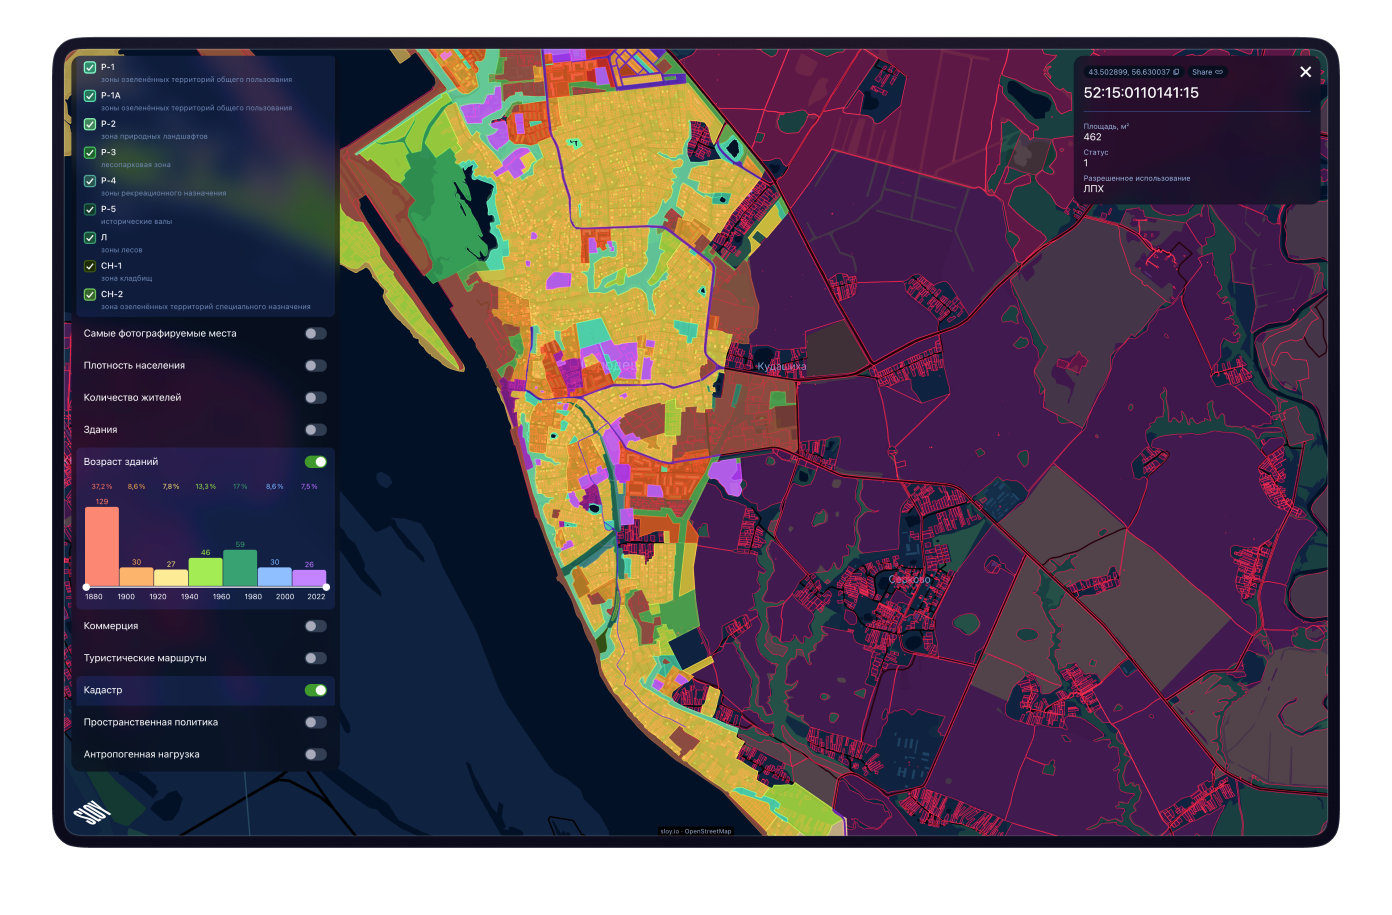 Р-1
зоны озеленённых территорий общего пользования
Р-1А
зоны озеленённых территорий общего пользования
Р-2
зона природных ландшафтов
Р-3
лесопарковая зона
Р-4
зоны рекреационного назначения
Р-5
исторические валы
Л
зоны лесов
СН-1
зона кладбищ
СН-2
зона озеленённых территорий специального назначения
Самые фотографируемые места
Плотность населения
Количество жителей
Здания
Возраст зданий
37,2% 8,6% 7,8% 13,3% 17% 8,6% 7,5%
129 30 27 46 59 30 26
1880 1900 1920 1940 1960 1980 2000 2022
Коммерция
Туристические маршруты
Кадастр
Пространственная политика
Антропогенная нагрузка
SLOY
Кудашиха
sloy.io - OpenStreetMap
43.502899, 56.630037 Share
52:15:0110141:15
Площадь, м²
462
Статус
1
Разрешенное использование
ЛПХ